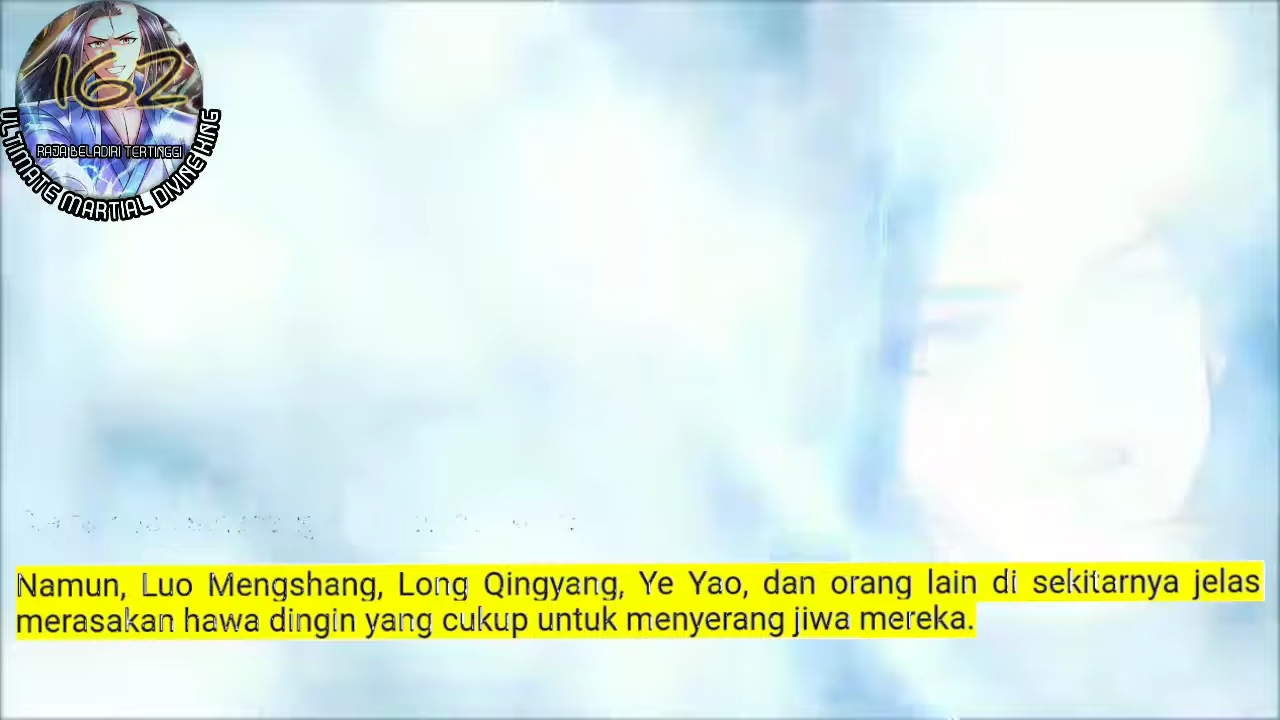 162
RAJA BELADIRI TERTINGGI
ULTIMATE MARTIAL DIVINE KING
Namun, Luo Mengshang, Long Qingyang, Ye Yao, dan orang lain di sekitarnya jelas
merasakan hawa dingin yang cukup untuk menyerang jiwa mereka.